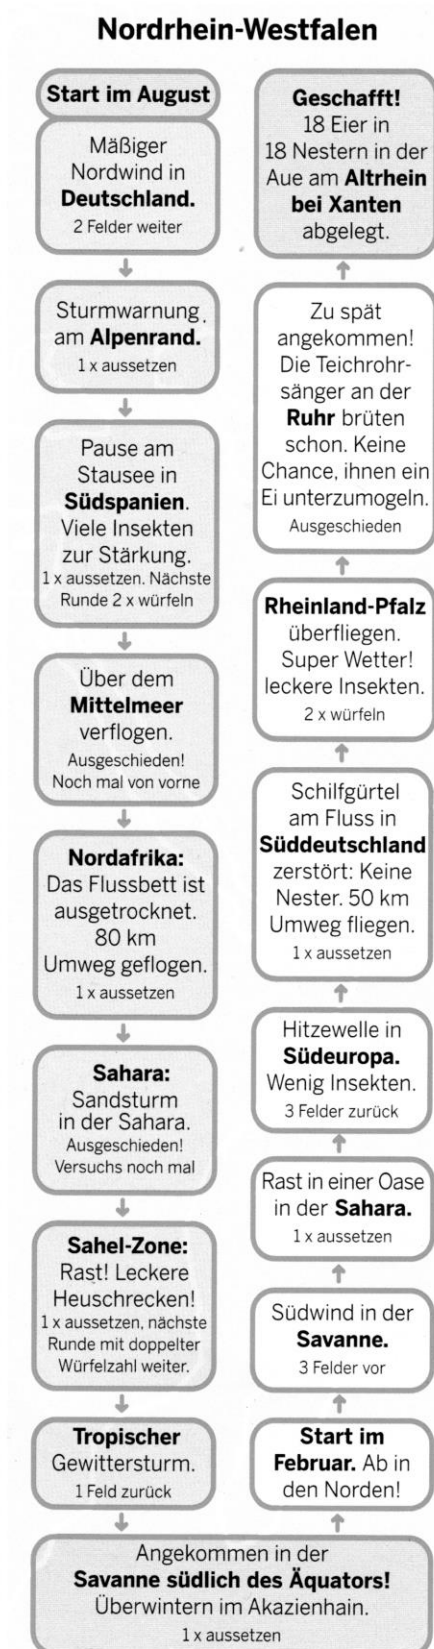 Nordrhein-Westfalen
Start im August
Mäßiger
Nordwind in
Deutschland.
2 Felder weiter
Sturmwarnung
am Alpenrand.
1 x aussetzen
Pause am
Stausee in
Südspanien.
Viele Insekten
zur Stärkung.
1 x aussetzen. Nächste
Runde 2 x würfeln
Über dem
Mittelmeer
verflogen.
Ausgeschieden!
Noch mal von vorne
Nordafrika:
Das Flussbett ist
ausgetrocknet.
80 km
Umweg geflogen.
1 x aussetzen
Sahara:
Sandsturm
in der Sahara.
Ausgeschieden!
Versuchs noch mal
Sahel-Zone:
Rast! Leckere
Heuschrecken!
1 x aussetzen, nächste
Runde mit doppelter
Würfelzahl weiter.
Tropischer
Gewittersturm.
1 Feld zurück
Angekommen in der
Savanne südlich des Äquators!
Überwintern im Akazienhain.
1 x aussetzen
Start im
Februar. Ab in
den Norden!
Südwind in der
Savanne.
3 Felder vor
Rast in einer Oase
in der Sahara.
1 x aussetzen
Hitzewelle in
Südeuropa.
Wenig Insekten.
3 Felder zurück
Schilfgürtel
am Fluss in
Süddeutschland
zerstört: Keine
Nester. 50 km
Umweg fliegen.
1 x aussetzen
Rheinland-Pfalz
überfliegen.
Super Wetter!
leckere Insekten.
2 x würfeln
Zu spät
angekommen!
Die Teichrohr-
sänger an der
Ruhr brüten
schon. Keine
Chance, ihnen ein
Ei unterzumogeln.
Ausgeschieden
Geschafft!
18 Eier in
18 Nestern in der
Aue am Altrhein
bei Xanten
abgelegt.